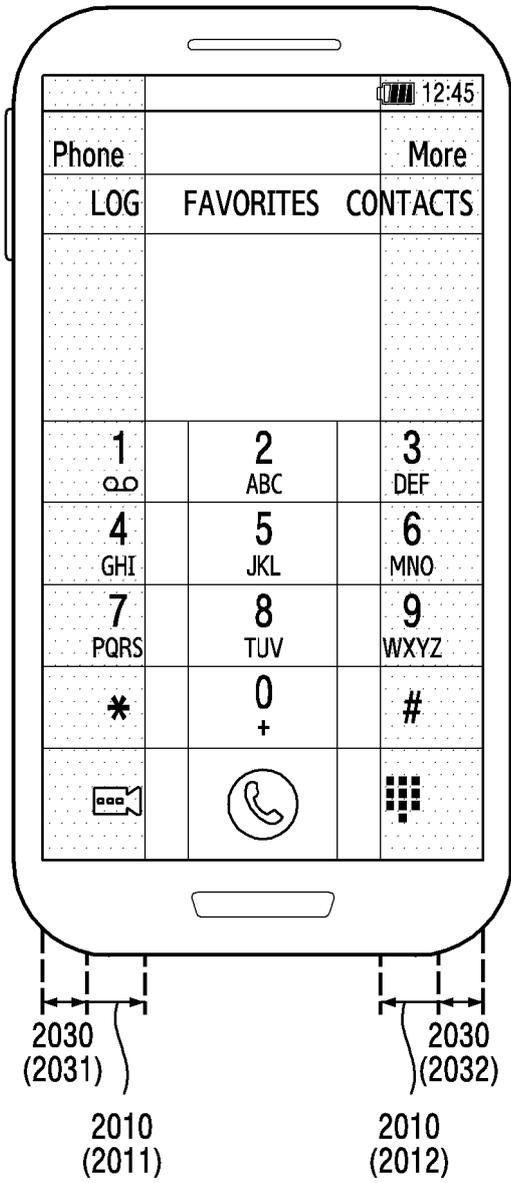 12:45
Phone More
LOG FAVORITES CONTACTS
1 2 3
ABC DEF
4 5 6
GHI JKL MNO
7 8 9
PQRS TUV WXYZ
* 0 #
+
2030 2030
(2031) (2032)
2010 2010
(2011) (2012)